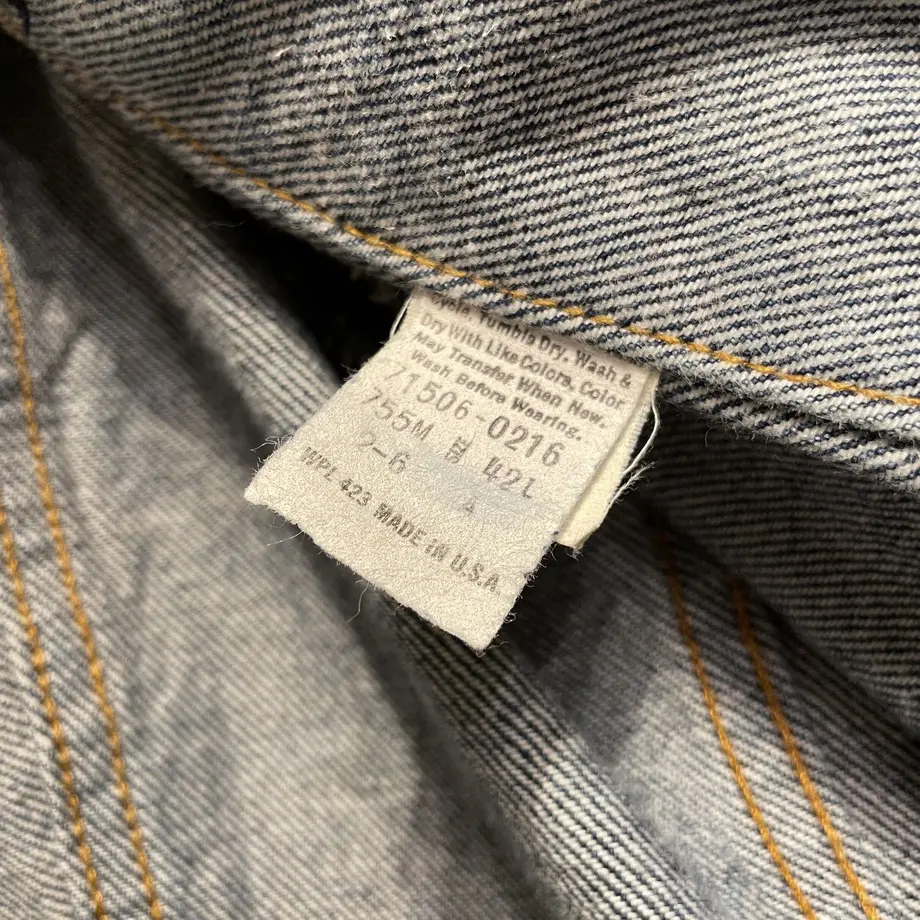 Tumble Dry. Wash &
Dry With Like Colors, Color
May Transfer When New.
Wash Before Wearing.
71506-0216
755M 42L
2-6
WPL 423 MADE IN U.S.A.